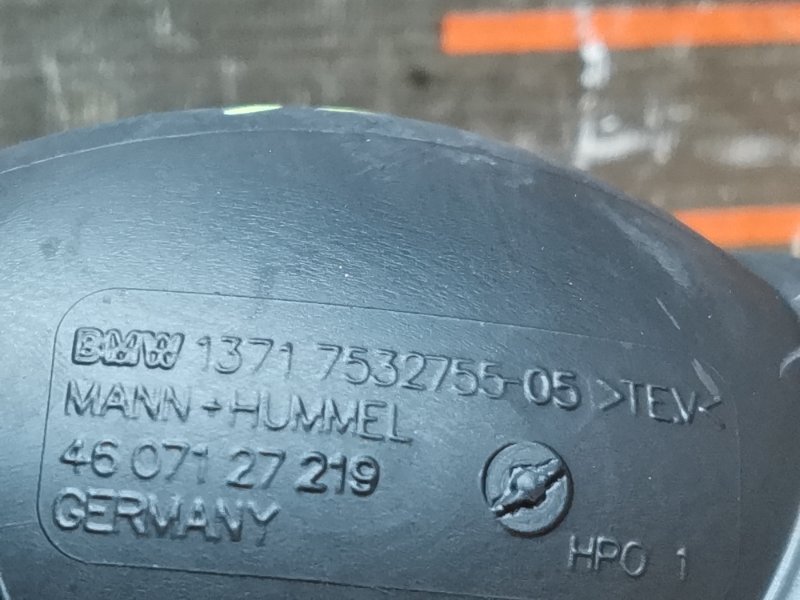 BMW 1371 7532755-05 >TEV<
MANN+HUMMEL
46 071 27 219
GERMANY
HPO 1